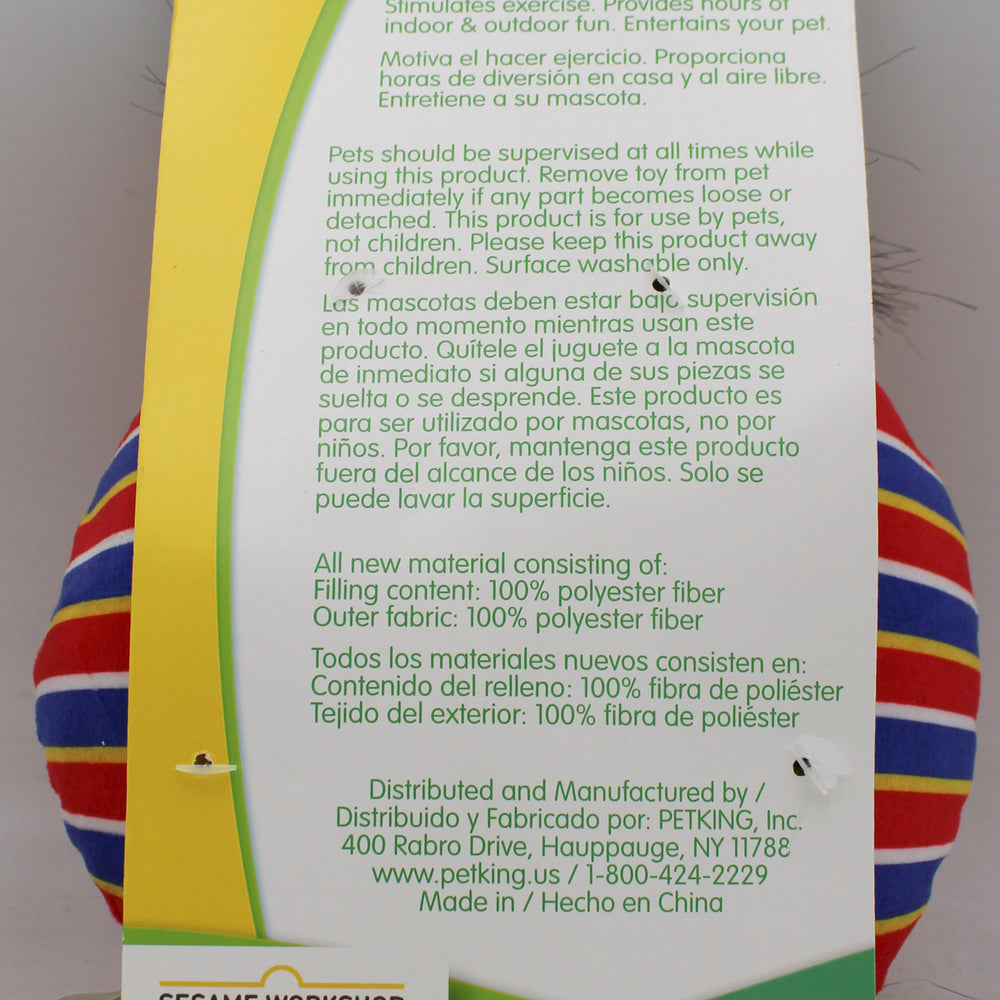 Stimulates exercise. Provides hours of
indoor & outdoor fun. Entertains your pet.
Motiva el hacer ejercicio. Proporciona
horas de diversión en casa y al aire libre.
Entretiene a su mascota.
Pets should be supervised at all times while
using this product. Remove toy from pet
immediately if any part becomes loose or
detached. This product is for use by pets,
not children. Please keep this product away
from children. Surface washable only.
Las mascotas deben estar bajo supervisión
en todo momento mientras usan este
producto. Quítele el juguete a la mascota
de inmediato si alguna de sus piezas se
suelta o se desprende. Este producto es
para ser utilizado por mascotas, no por
niños. Por favor, mantenga este producto
fuera del alcance de los niños. Solo se
puede lavar la superficie.
All new material consisting of:
Filling content: 100% polyester fiber
Outer fabric: 100% polyester fiber
Todos los materiales nuevos consisten en:
Contenido del relleno: 100% fibra de poliéster
Tejido del exterior: 100% fibra de poliéster
Distributed and Manufactured by /
Distribuido y Fabricado por: PETKING, Inc.
400 Rabro Drive, Hauppauge, NY 11788
www.petking.us / 1-800-424-2229
Made in / Hecho en China
SESAME WORKSHOP